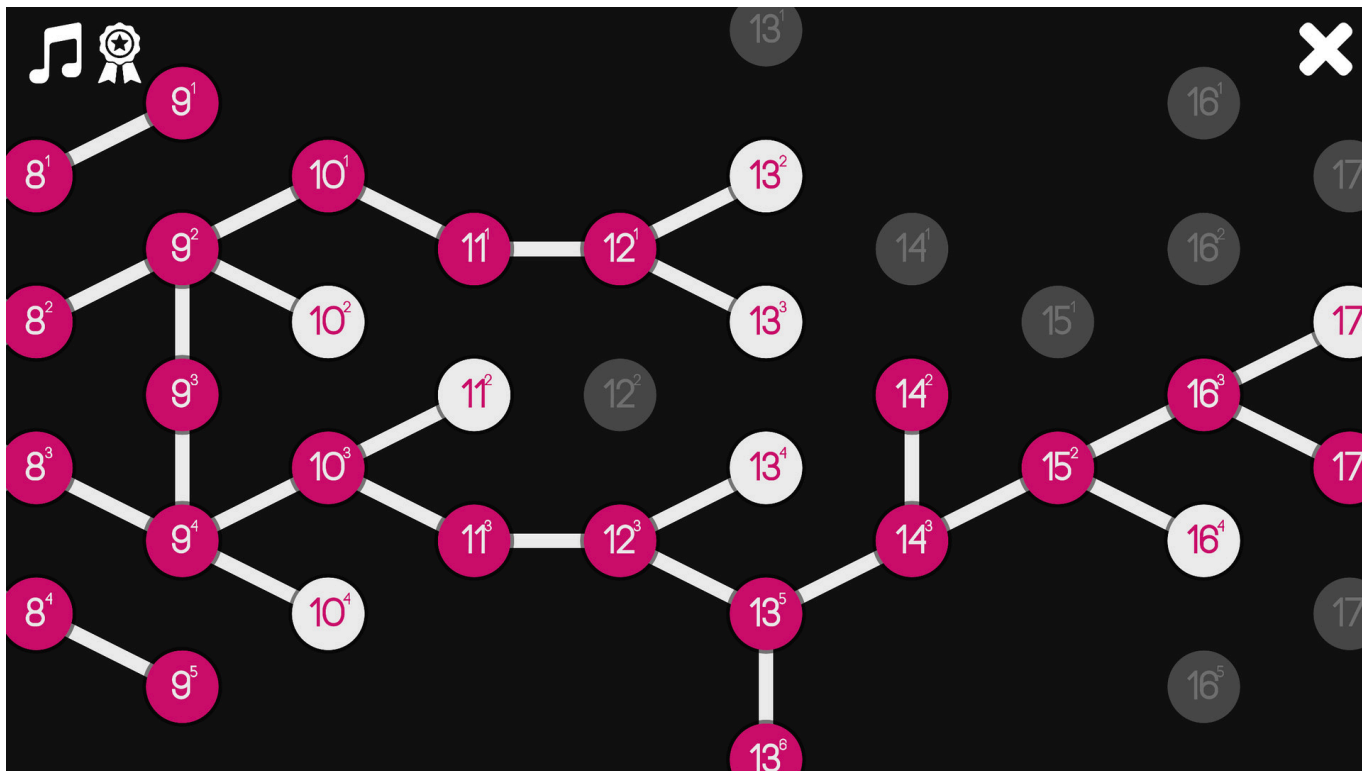 13¹
9¹ 16¹
8¹ 10¹ 13² 17
9² 11¹ 12¹ 14¹ 16²
8² 10² 13³ 15¹ 17
9³ 11² 12² 14² 16³
8³ 10³ 13⁴ 15² 17
9⁴ 11³ 12³ 14³ 16⁴
8⁴ 10⁴ 13⁵ 17
9⁵ 16⁵
13⁶